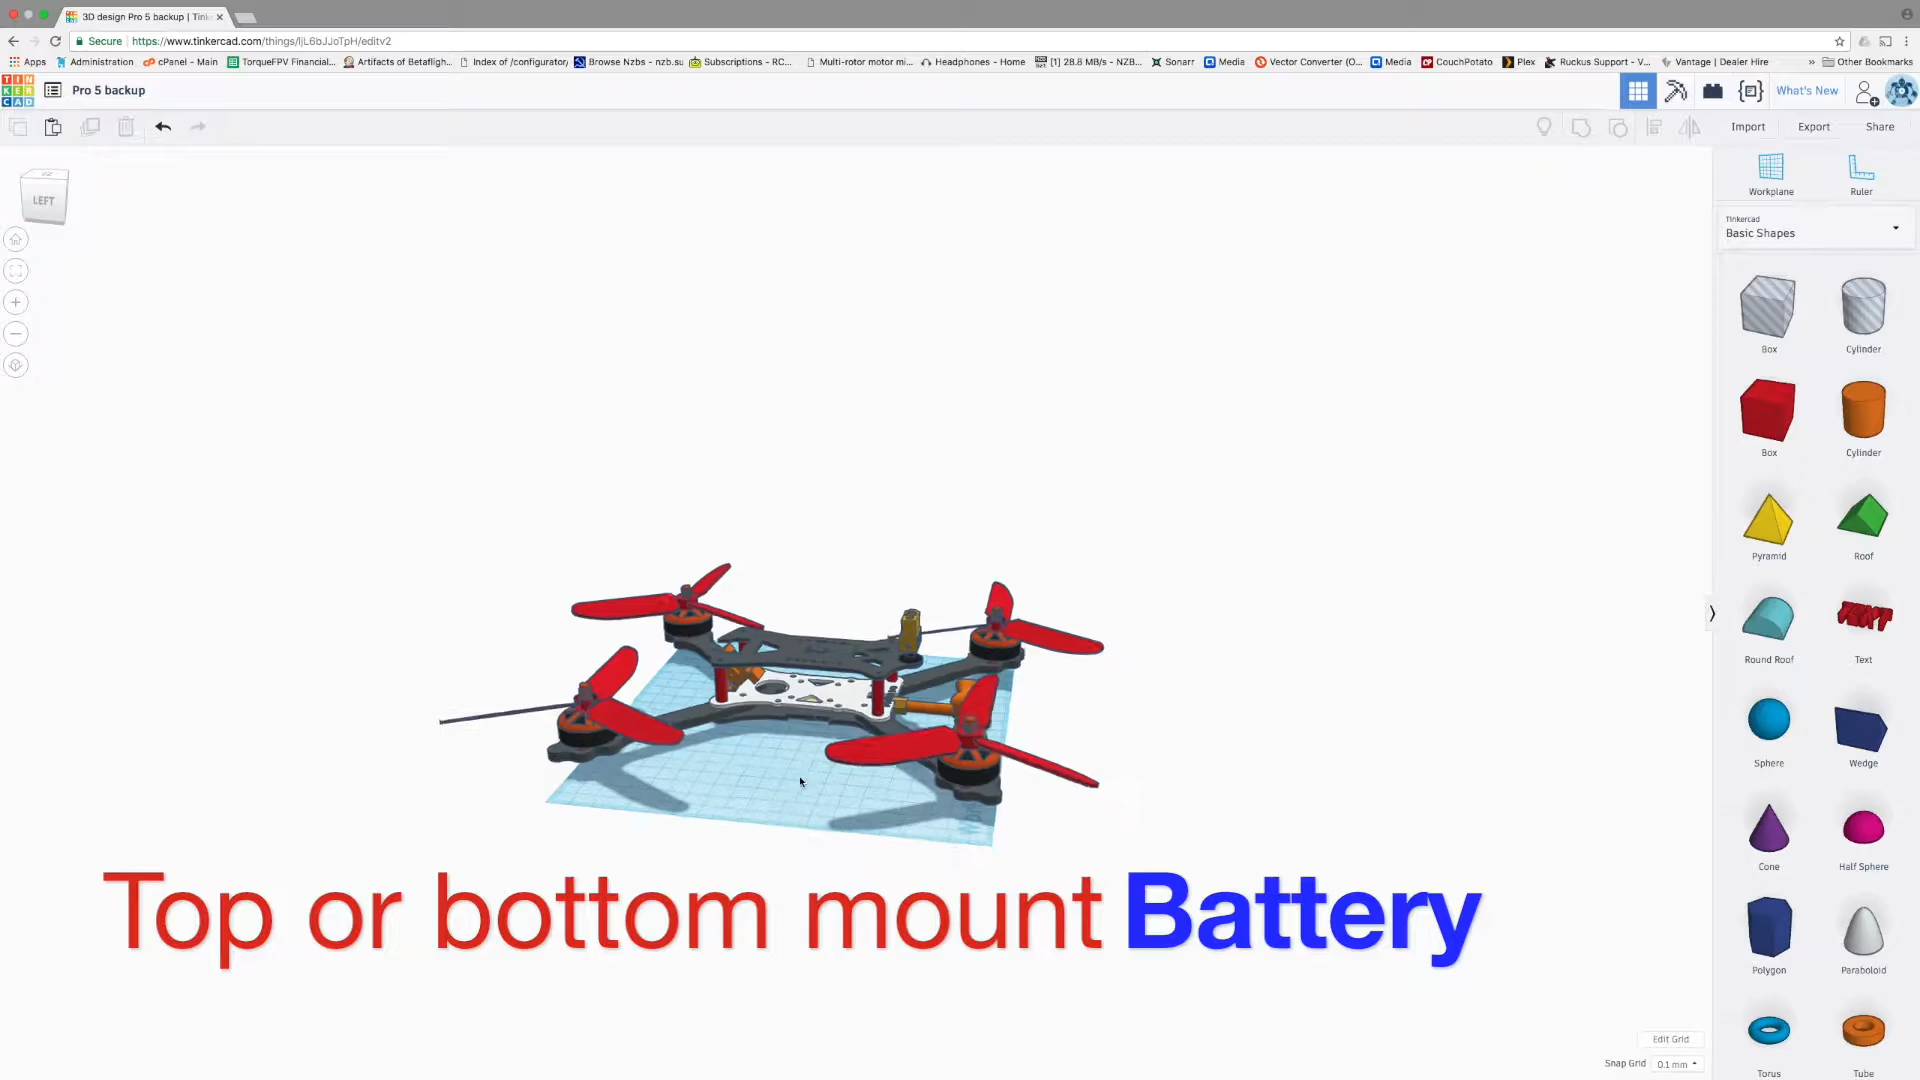 3D design Pro 5 backup | Tink
Secure https://www.tinkercad.com/things/ljL6bJJoTpH/editv2
Apps Administration cPanel - Main TorqueFPV Financial... Artifacts of Betafligh... Index of /configurator/ Browse Nzbs - nzb.su Subscriptions - RC... Multi-rotor motor mi... Headphones - Home [1] 28.8 MB/s - NZB... Sonarr Media Vector Converter (O... Media CouchPotato Plex Ruckus Support - V... Vantage | Dealer Hire » Other Bookmarks
TIN
KER
CAD
Pro 5 backup
What's New
Import Export Share
LEFT
Workplane Ruler
Tinkercad
Basic Shapes
Box Cylinder
Box Cylinder
Pyramid Roof
TEXT
Round Roof Text
Sphere Wedge
Cone Half Sphere
Top or bottom mount Battery
Polygon Paraboloid
Edit Grid
Snap Grid 0.1 mm
Torus Tube